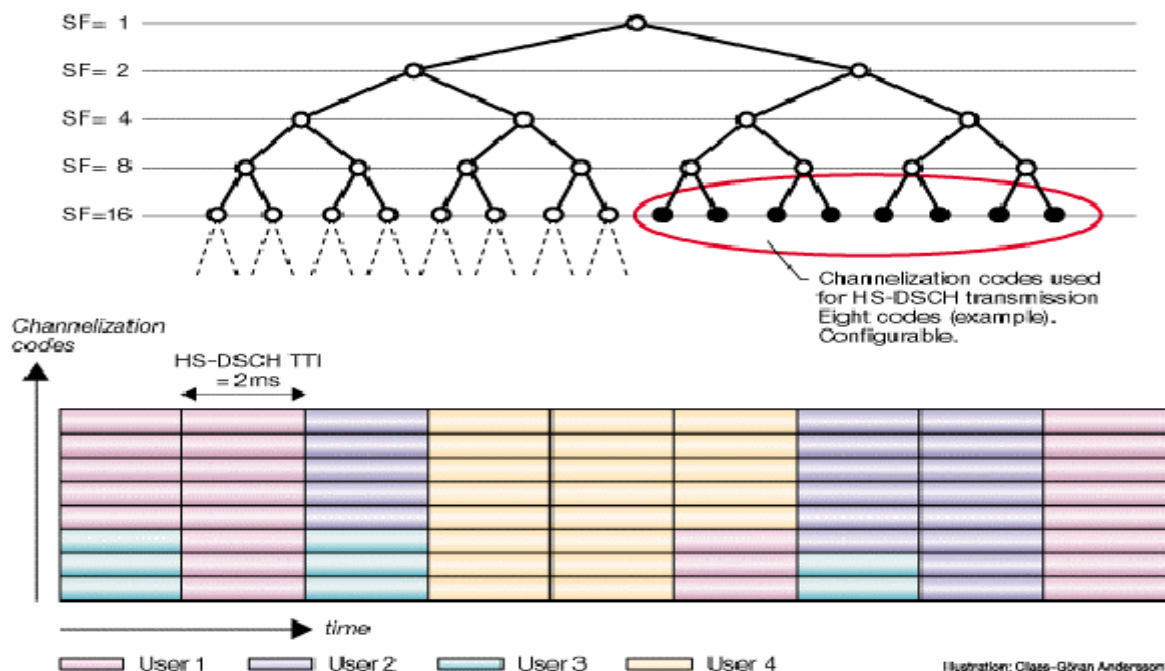 SF= 1
SF= 2
SF= 4
SF= 8
SF=16
Channelization codes used
for HS-DSCH transmission
Eight codes (example).
Configurable.
Channelization
codes
HS-DSCH TTI
= 2ms
time
User 1
User 2
User 3
User 4
Illustration: Claes-Göran Andersson